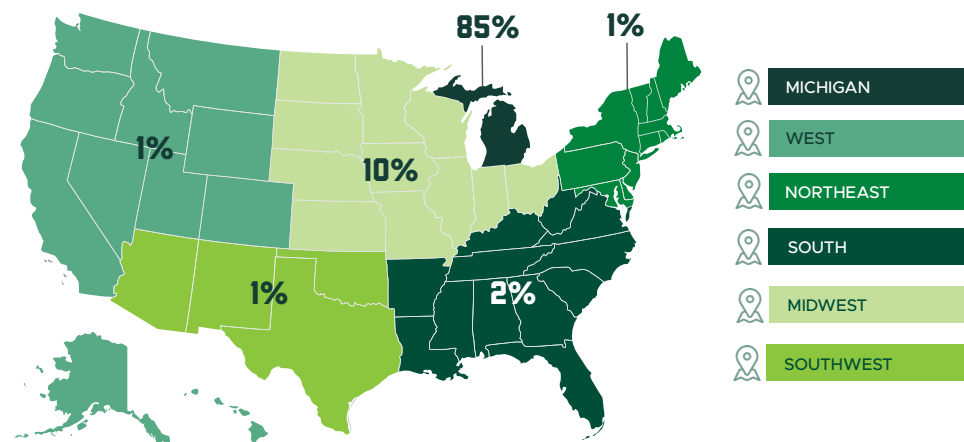 85%
1%
1%
10%
1%
2%
MICHIGAN
WEST
NORTHEAST
SOUTH
MIDWEST
SOUTHWEST